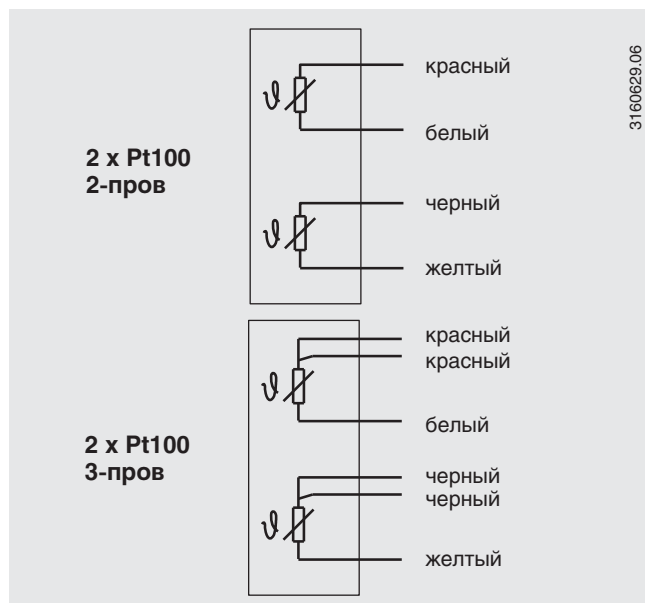 красный
белый
2 x Pt100
2-пров
черный
желтый
красный
красный
белый
2 x Pt100
3-пров
черный
черный
желтый
3160629.06